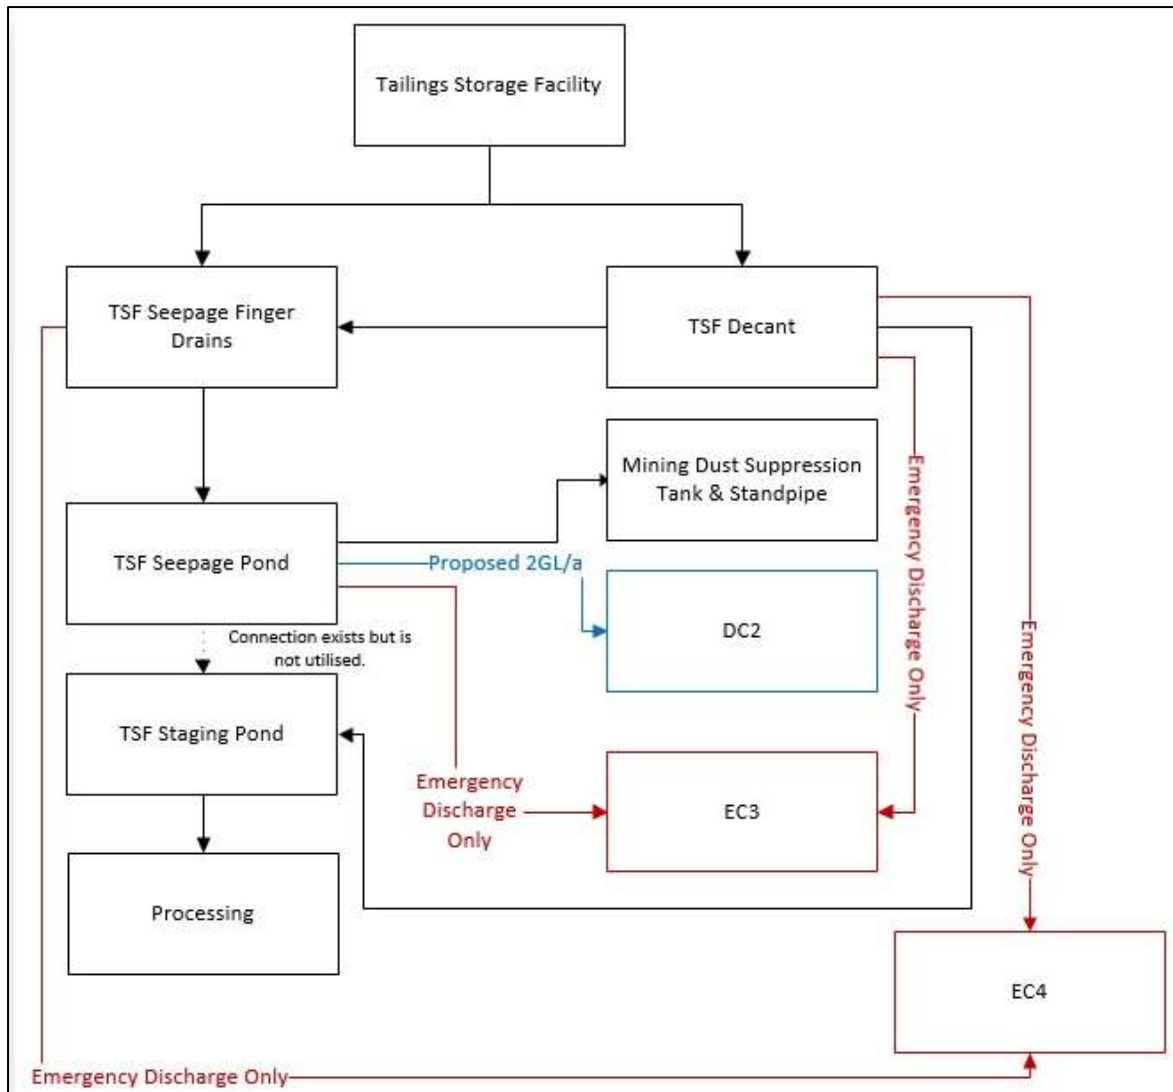 Tailings Storage Facility
TSF Seepage Finger
Drains
TSF Decant
Mining Dust Suppression
Tank & Standpipe
TSF Seepage Pond
Proposed 2GL/a
DC2
Connection exists but is
not utilised.
TSF Staging Pond
Emergency
Discharge
Only
EC3
Emergency Discharge Only
Emergency Discharge Only
Processing
EC4
Emergency Discharge Only